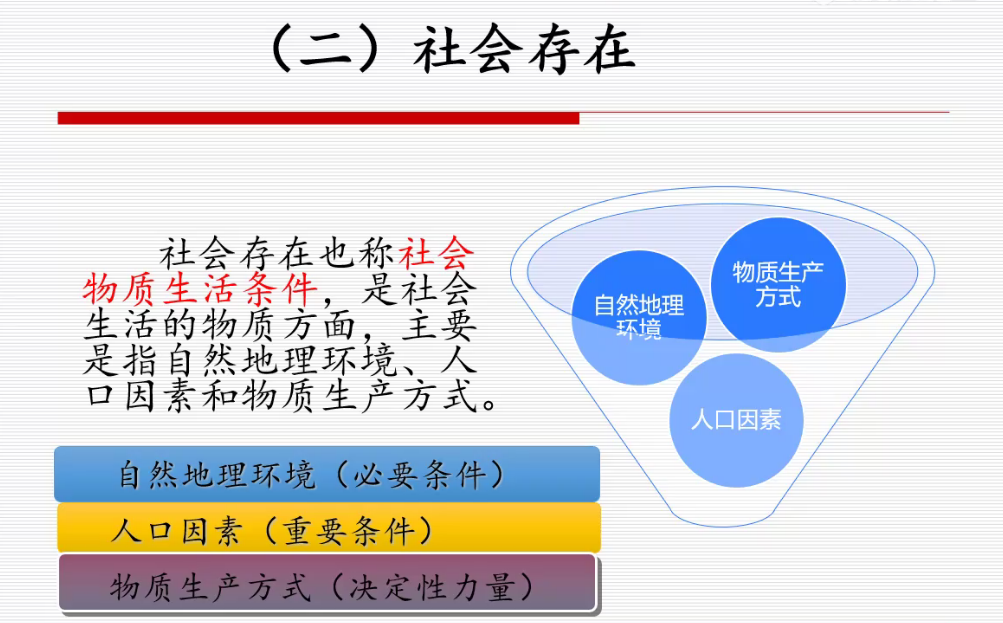 （二）社会存在
社会存在也称社会
物质生活条件，是社会
生活的物质方面，主要
是指自然地理环境、人
口因素和物质生产方式。
自然地理
环境
物质生产
方式
人口因素
自然地理环境（必要条件）
人口因素（重要条件）
物质生产方式（决定性力量）